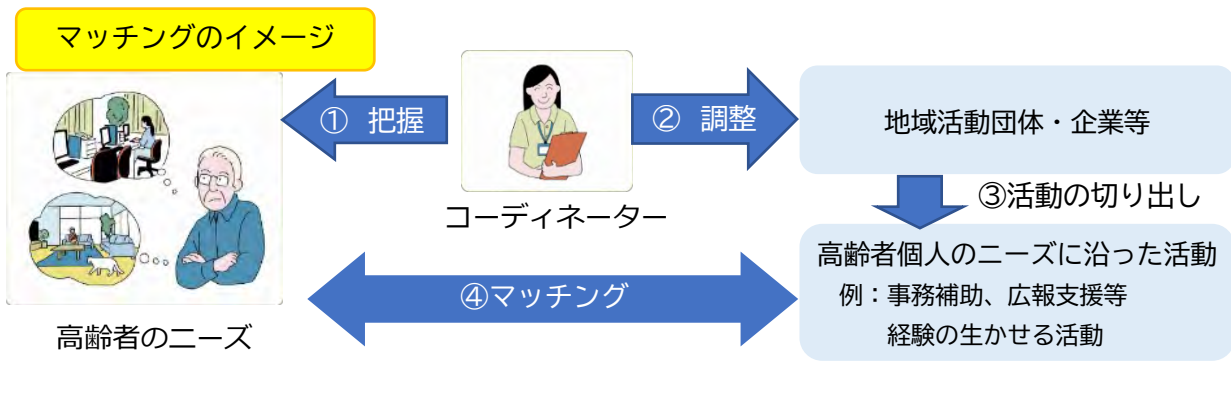 マッチングのイメージ
① 把握
② 調整
地域活動団体・企業等
コーディネーター
③活動の切り出し
高齢者個人のニーズに沿った活動
例：事務補助、広報支援等
経験の生かせる活動
④マッチング
高齢者のニーズ